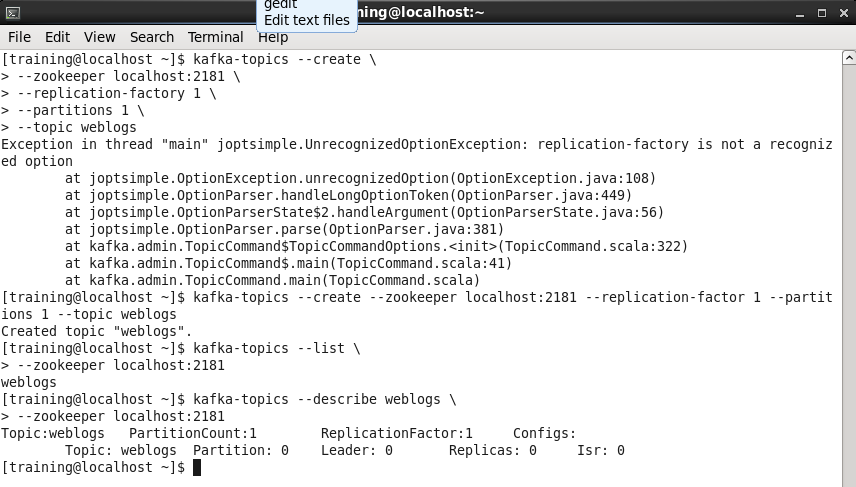 gedit
Edit text files
ning@localhost:~
File Edit View Search Terminal Help
[training@localhost ~]$ kafka-topics --create \
> --zookeeper localhost:2181 \
> --replication-factory 1 \
> --partitions 1 \
> --topic weblogs
Exception in thread "main" joptsimple.UnrecognizedOptionException: replication-factory is not a recogniz
ed option
        at joptsimple.OptionException.unrecognizedOption(OptionException.java:108)
        at joptsimple.OptionParser.handleLongOptionToken(OptionParser.java:449)
        at joptsimple.OptionParserState$2.handleArgument(OptionParserState.java:56)
        at joptsimple.OptionParser.parse(OptionParser.java:381)
        at kafka.admin.TopicCommand$TopicCommandOptions.<init>(TopicCommand.scala:322)
        at kafka.admin.TopicCommand$.main(TopicCommand.scala:41)
        at kafka.admin.TopicCommand.main(TopicCommand.scala)
[training@localhost ~]$ kafka-topics --create --zookeeper localhost:2181 --replication-factor 1 --partit
ions 1 --topic weblogs
Created topic "weblogs".
[training@localhost ~]$ kafka-topics --list \
> --zookeeper localhost:2181
weblogs
[training@localhost ~]$ kafka-topics --describe weblogs \
> --zookeeper localhost:2181
Topic:weblogs   PartitionCount:1        ReplicationFactor:1     Configs:
        Topic: weblogs  Partition: 0    Leader: 0       Replicas: 0     Isr: 0
[training@localhost ~]$